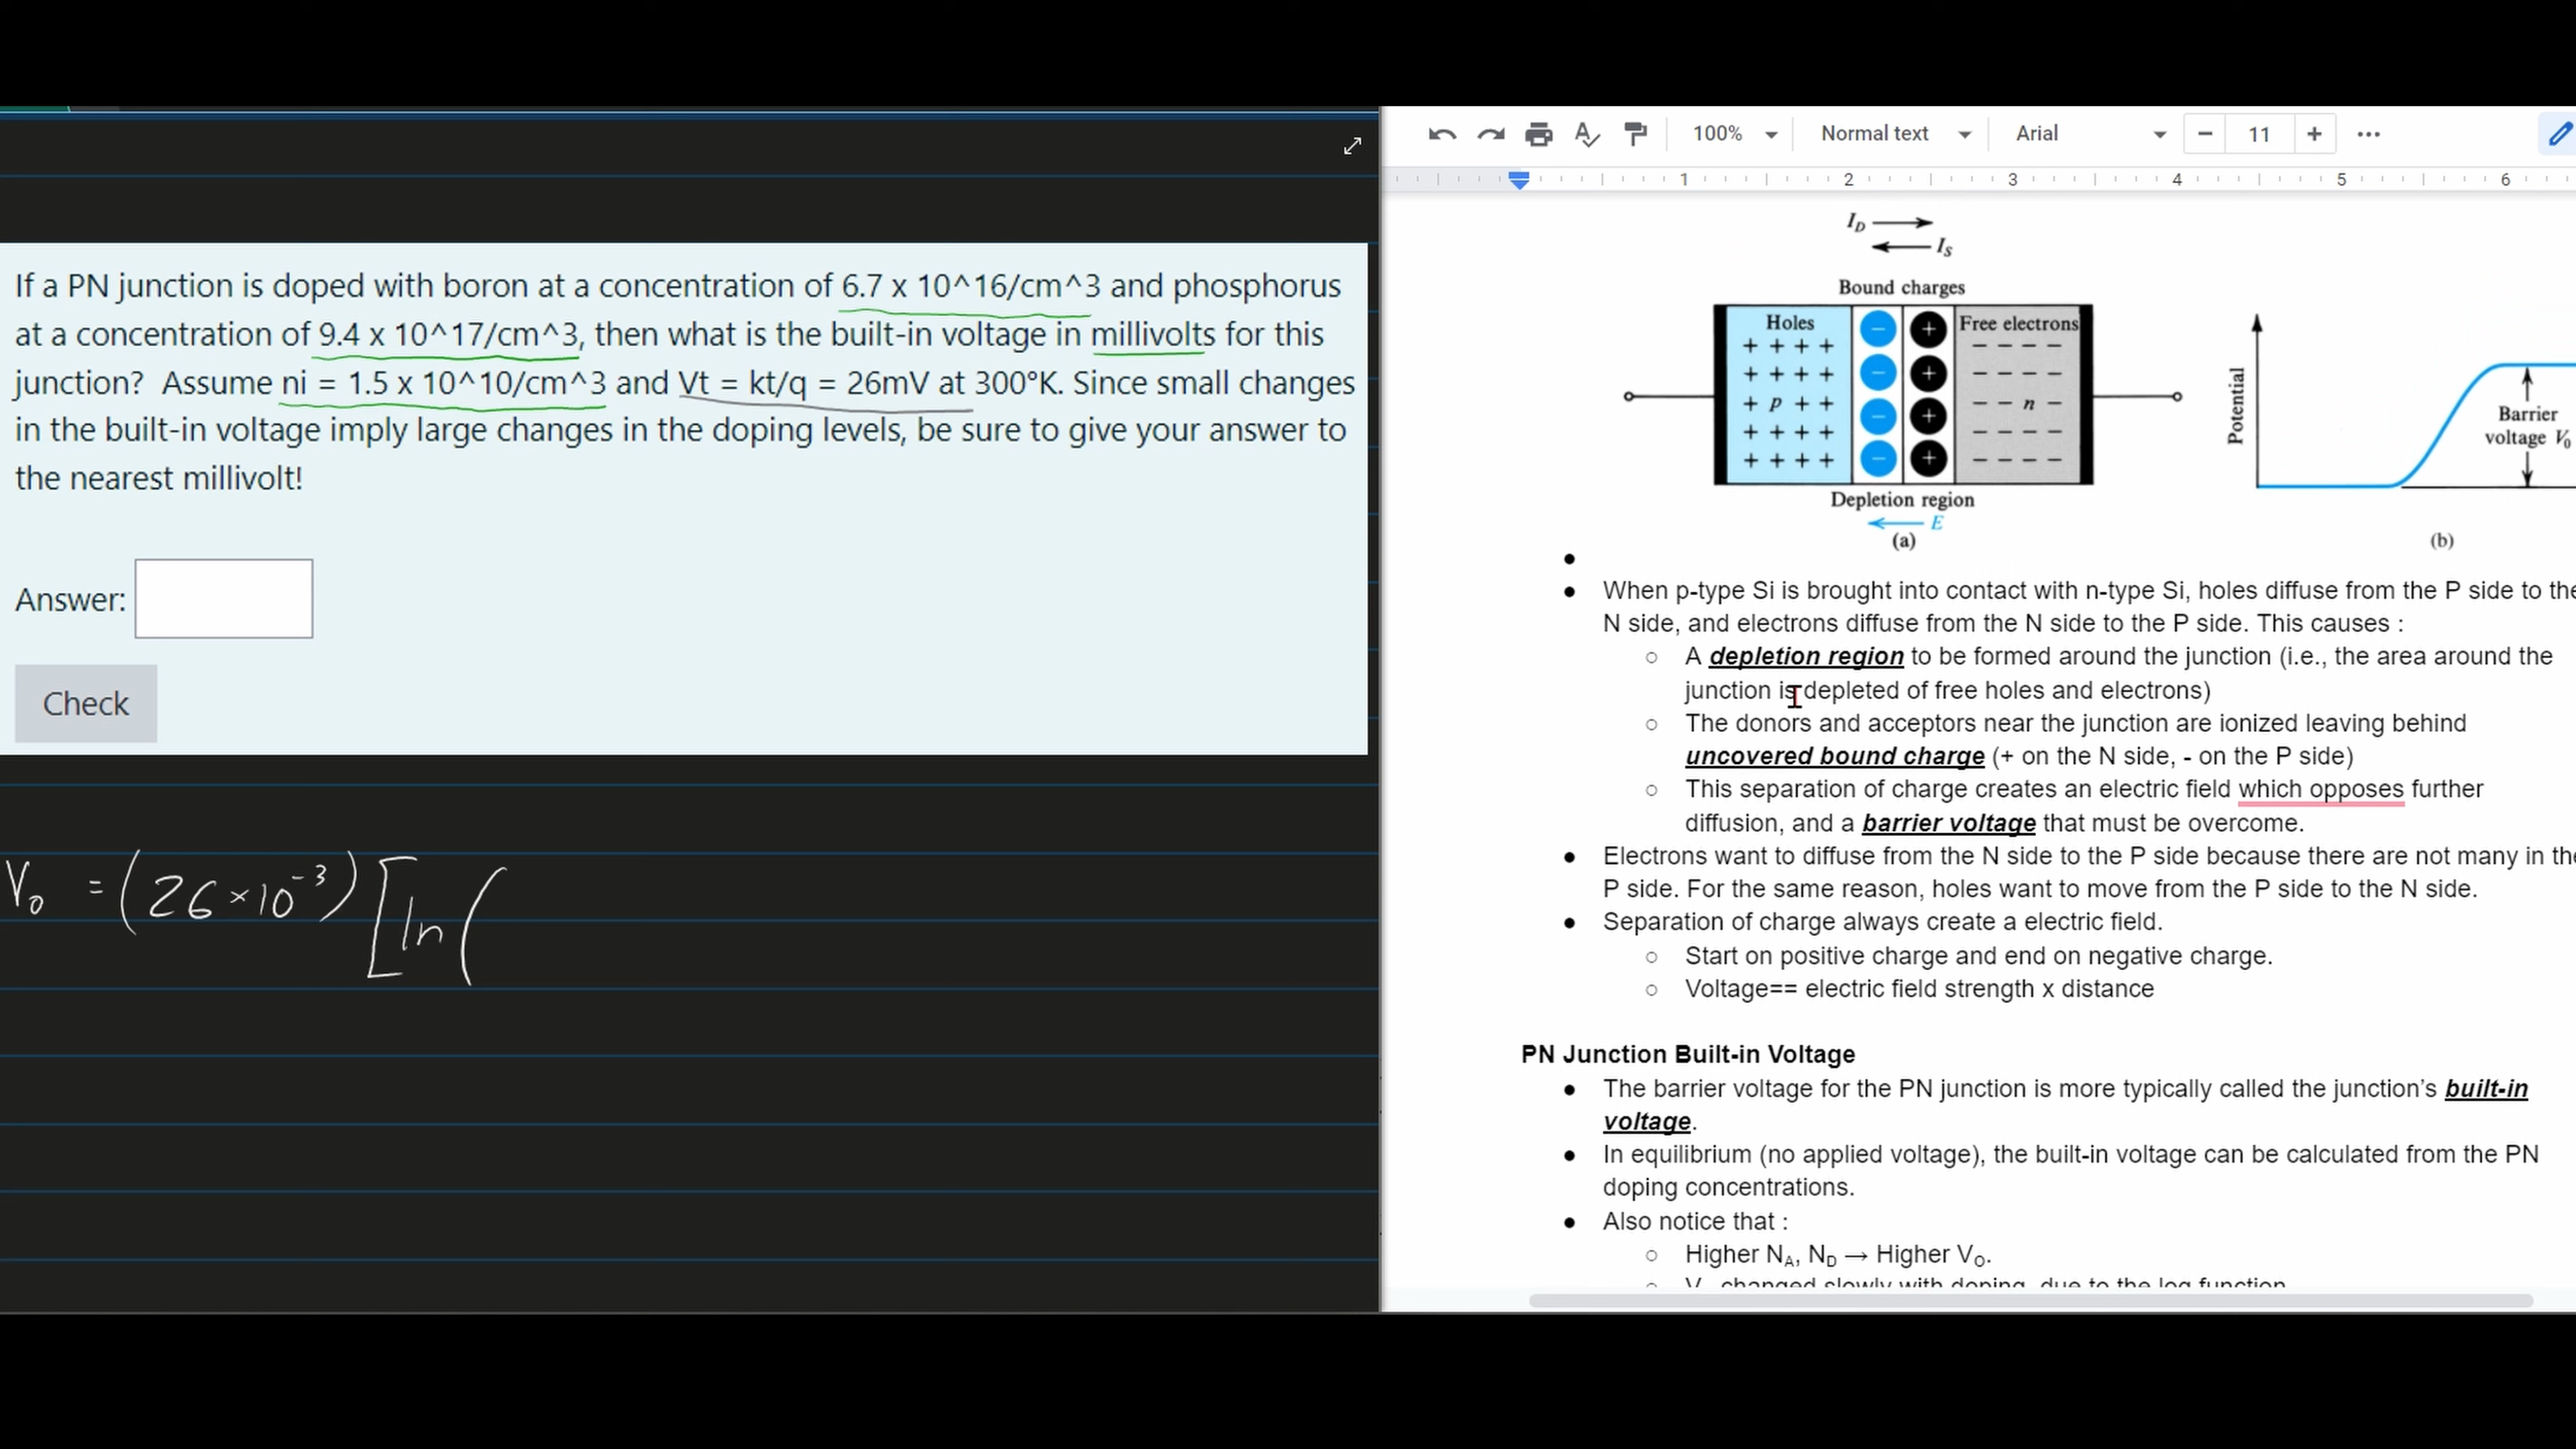 If a PN junction is doped with boron at a concentration of 6.7 x 10^16/cm^3 and phosphorus
at a concentration of 9.4 x 10^17/cm^3, then what is the built-in voltage in millivolts for this
junction?  Assume ni = 1.5 x 10^10/cm^3 and Vt = kt/q = 26mV at 300°K. Since small changes
in the built-in voltage imply large changes in the doping levels, be sure to give your answer to
the nearest millivolt!
Answer:
Check
V₀ = (26×10⁻³) [ln (
100% Normal text Arial − 11 +
1 2 3 4 5 6
I_D
I_S
Bound charges
Holes − + Free electrons
+ + + + − − − −
+ + + + − + − − − −
+ p + + − + − − n −
+ + + + − − − −
+ + + + − + − − − −
Depletion region
E
(a)
Potential
Barrier
voltage V₀
(b)
● When p-type Si is brought into contact with n-type Si, holes diffuse from the P side to the
N side, and electrons diffuse from the N side to the P side. This causes :
○ A depletion region to be formed around the junction (i.e., the area around the
junction is depleted of free holes and electrons)
○ The donors and acceptors near the junction are ionized leaving behind
uncovered bound charge (+ on the N side, - on the P side)
○ This separation of charge creates an electric field which opposes further
diffusion, and a barrier voltage that must be overcome.
● Electrons want to diffuse from the N side to the P side because there are not many in the
P side. For the same reason, holes want to move from the P side to the N side.
● Separation of charge always create a electric field.
○ Start on positive charge and end on negative charge.
○ Voltage== electric field strength x distance
PN Junction Built-in Voltage
● The barrier voltage for the PN junction is more typically called the junction's built-in
voltage.
● In equilibrium (no applied voltage), the built-in voltage can be calculated from the PN
doping concentrations.
● Also notice that :
○ Higher N_A, N_D → Higher V_O.
○ V changed slowly with doping, due to the log function